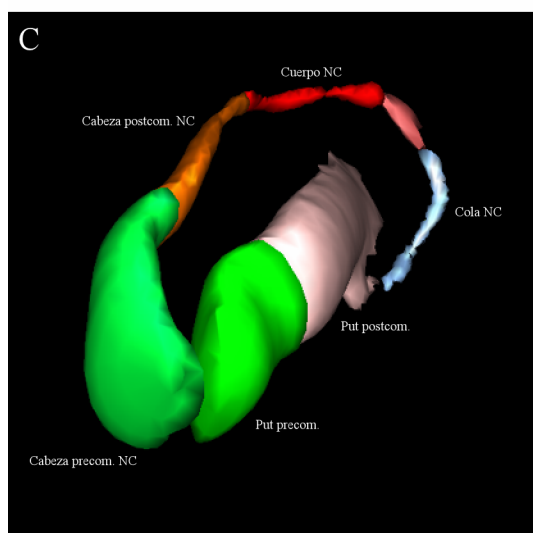 C
Cuerpo NC
Cabeza postcom. NC
Cola NC
Put postcom.
Put precom.
Cabeza precom. NC